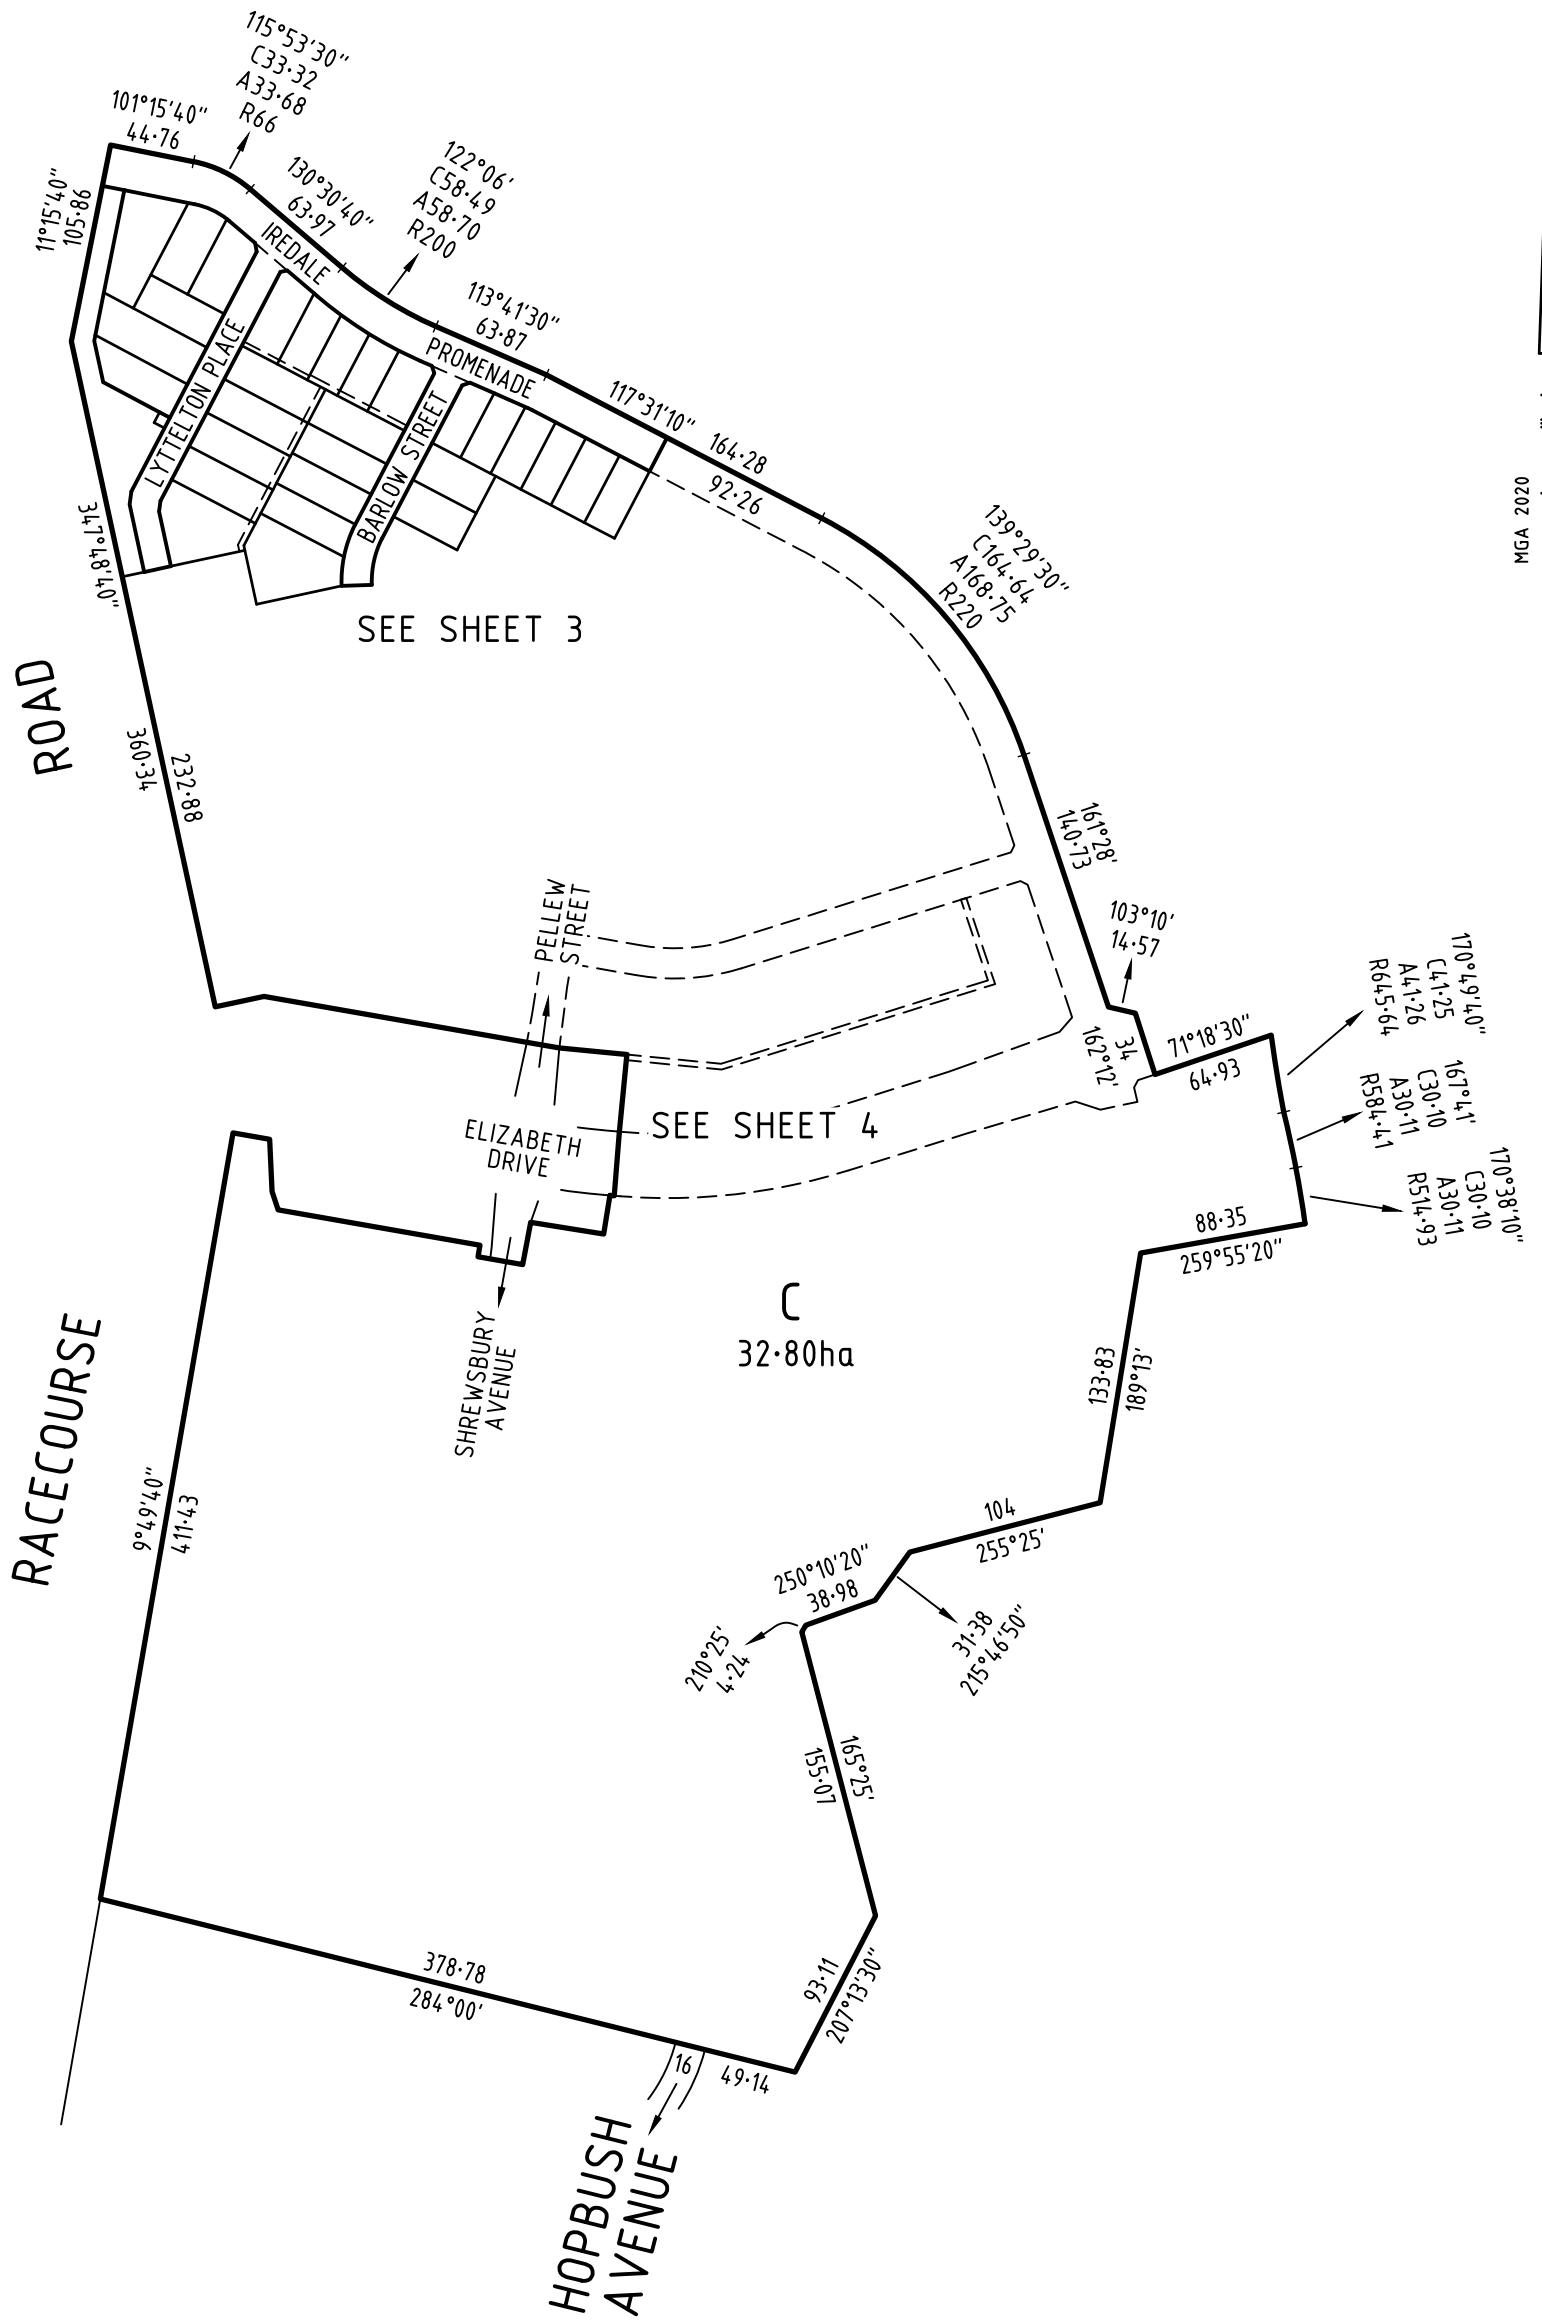 115°53'30"
C33·32
A33·68
R66
101°15'40"
44·76
11°15'40"
105·86
130°30'40"
63·97
122°06'
C58·49
A58·70
R200
IREDALE
PROMENADE
113°41'30"
63·87
117°31'10"
164·28
92·26
LYTTELTON PLACE
BARLOW STREET
139°29'30"
C164·64
A168·75
R220
MGA 2020
347°48'40"
SEE SHEET 3
ROAD
360·34
232·88
161°28'
140·73
PELLEW
STREET
103°10'
14·57
34
162°12'
71°18'30"
64·93
170°49'40"
C41·25
A41·26
R645·64
167°41'
C30·10
A30·11
R584·41
170°38'10"
C30·10
A30·11
R514·93
SEE SHEET 4
ELIZABETH
DRIVE
88·35
259°55'20"
C
32·80ha
SHREWSBURY
AVENUE
133·83
189°13'
RACECOURSE
9°49'40"
411·43
104
255°25'
250°10'20"
38·98
31·38
215°46'50"
210°25'
4·24
165°25'
155·07
93·11
207°13'30"
378·78
284°00'
16
49·14
HOPBUSH
AVENUE